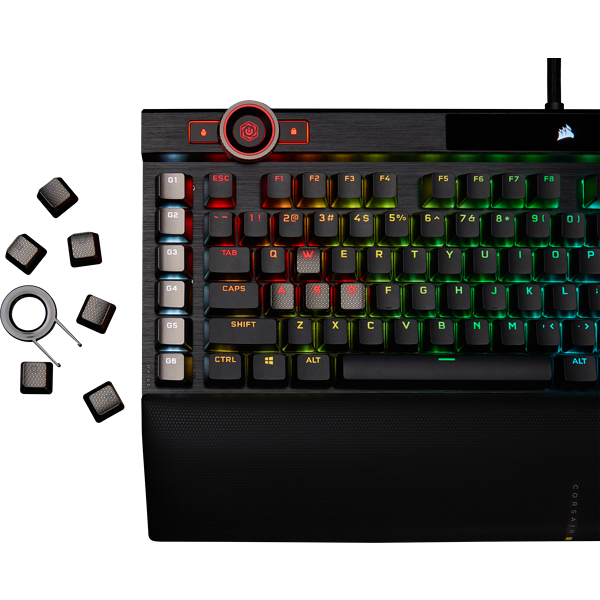 G1 ESC F1 F2 F3 F4 F5 F6 F7 F8
G2 ~ 1! 2@ 3# 4$ 5% 6^ 7& 8* 9( 0)
G3 TAB Q W E R T Y U I O P
G4 CAPS A S D F G H J K L
G5 SHIFT Z X C V B N M
G6 CTRL ALT ALT
CORSAIR